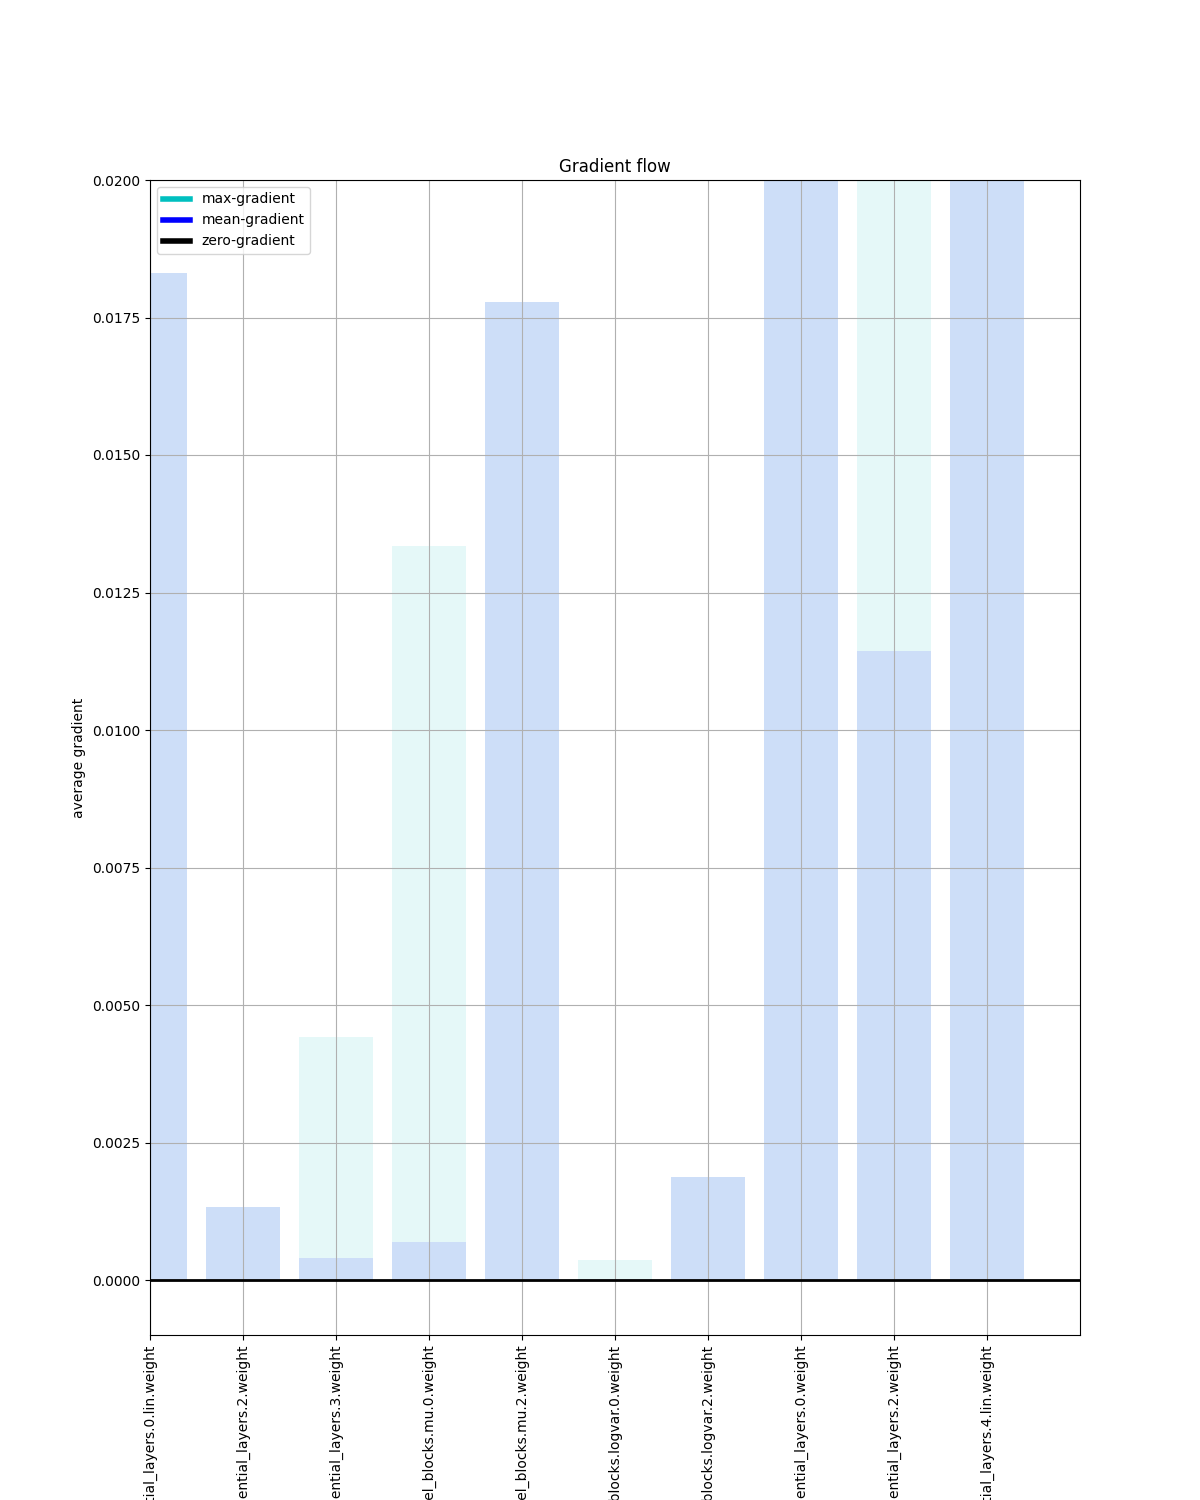 Gradient flow
max-gradient
mean-gradient
zero-gradient
0.0200
0.0175
0.0150
0.0125
0.0100
0.0075
0.0050
0.0025
0.0000
average gradient
tial_layers.0.lin.weight
ential_layers.2.weight
ential_layers.3.weight
el_blocks.mu.0.weight
el_blocks.mu.2.weight
blocks.logvar.0.weight
blocks.logvar.2.weight
ential_layers.0.weight
ential_layers.2.weight
tial_layers.4.lin.weight